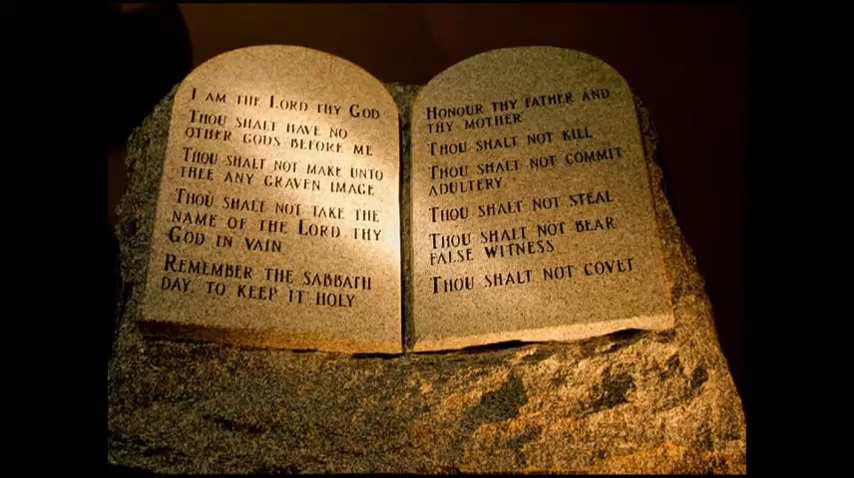 I AM THE LORD THY GOD
THOU SHALT HAVE NO
OTHER GODS BEFORE ME
THOU SHALT NOT MAKE UNTO
THEE ANY GRAVEN IMAGE
THOU SHALT NOT TAKE THE
NAME OF THE LORD THY
GOD IN VAIN
REMEMBER THE SABBATH
DAY, TO KEEP IT HOLY
HONOUR THY FATHER AND
THY MOTHER
THOU SHALT NOT KILL
THOU SHALT NOT COMMIT
ADULTERY
THOU SHALT NOT STEAL
THOU SHALT NOT BEAR
FALSE WITNESS
THOU SHALT NOT COVET